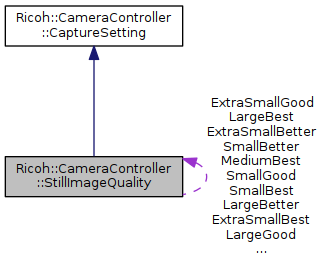 Ricoh::CameraController
::CaptureSetting
ExtraSmallGood
LargeBest
ExtraSmallBetter
SmallBetter
MediumBest
SmallGood
SmallBest
LargeBetter
ExtraSmallBest
LargeGood
...
Ricoh::CameraController
::StillImageQuality